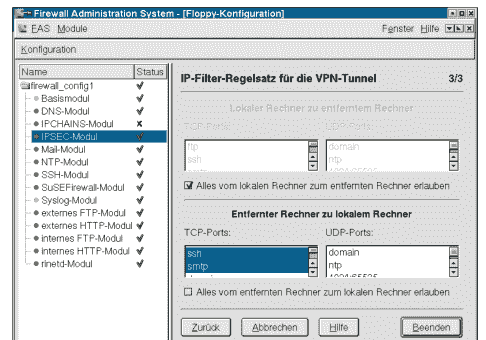 Firewall Administration System - [Floppy-Konfiguration]
FAS Module Fenster Hilfe
Konfiguration
Name Status
firewall_config1
Basismodul
DNS-Modul
IPCHAINS-Modul
IPSEC-Modul
Mail-Modul
NTP-Modul
SSH-Modul
SuSEFirewall-Modul
Syslog-Modul
externes FTP-Modul
externes HTTP-Modul
internes FTP-Modul
internes HTTP-Modul
rinetd-Modul
IP-Filter-Regelsatz für die VPN-Tunnel 3/3
Lokaler Rechner zu entferntem Rechner
TCP-Ports: UDP-Ports:
ftp domain
ssh ntp
1024:65535
Alles vom lokalen Rechner zum entfernten Rechner erlauben
Entfernter Rechner zu lokalem Rechner
TCP-Ports: UDP-Ports:
ssh domain
smtp ntp
1024:65535
Alles vom entfernten Rechner zum lokalen Rechner erlauben
Zurück Abbrechen Hilfe Beenden